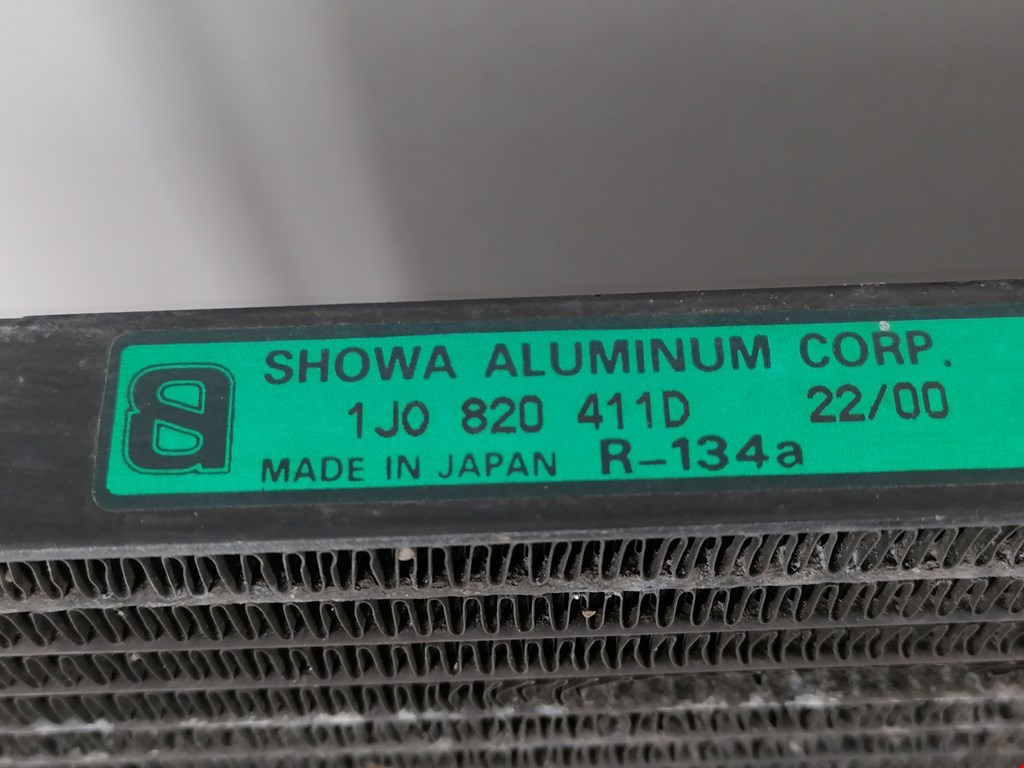 SHOWA ALUMINUM CORP.
1J0 820 411D 22/00
MADE IN JAPAN R-134a